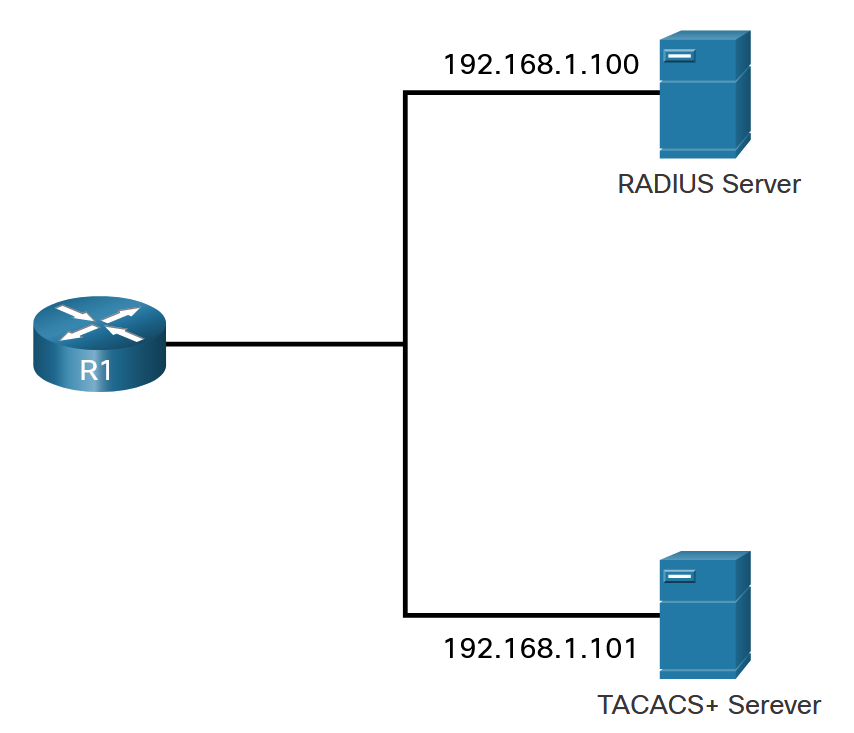 192.168.1.100
RADIUS Server
R1
192.168.1.101
TACACS+ Serever